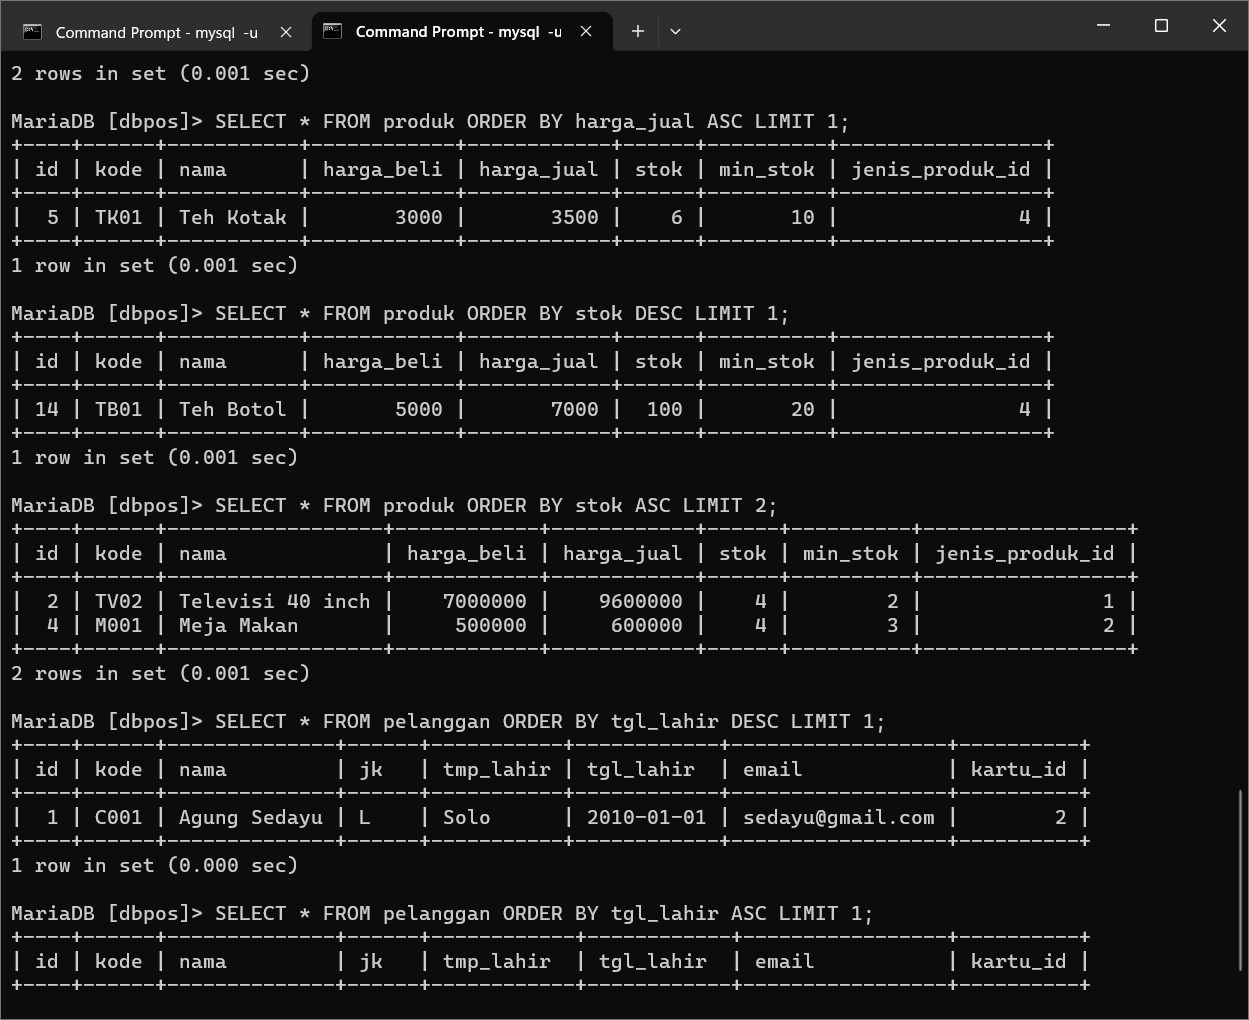 Command Prompt - mysql  -u
Command Prompt - mysql  -u
2 rows in set (0.001 sec)
MariaDB [dbpos]> SELECT * FROM produk ORDER BY harga_jual ASC LIMIT 1;
+----+------+-----------+------------+------------+------+-----------+-----------------+
| id | kode | nama      | harga_beli | harga_jual | stok | min_stok | jenis_produk_id |
+----+------+-----------+------------+------------+------+-----------+-----------------+
|  5 | TK01 | Teh Kotak |       3000 |       3500 |    6 |       10 |               4 |
+----+------+-----------+------------+------------+------+-----------+-----------------+
1 row in set (0.001 sec)
MariaDB [dbpos]> SELECT * FROM produk ORDER BY stok DESC LIMIT 1;
+----+------+-----------+------------+------------+------+----------+-----------------+
| id | kode | nama      | harga_beli | harga_jual | stok | min_stok | jenis_produk_id |
+----+------+-----------+------------+------------+------+----------+-----------------+
| 14 | TB01 | Teh Botol |       5000 |       7000 |  100 |       20 |               4 |
+----+------+-----------+------------+------------+------+----------+-----------------+
1 row in set (0.001 sec)
MariaDB [dbpos]> SELECT * FROM produk ORDER BY stok ASC LIMIT 2;
+----+------+------------------+------------+------------+------+----------+-----------------+
| id | kode | nama             | harga_beli | harga_jual | stok | min_stok | jenis_produk_id |
+----+------+------------------+------------+------------+------+----------+-----------------+
|  2 | TV02 | Televisi 40 inch |    7000000 |    9600000 |    4 |        2 |               1 |
|  4 | M001 | Meja Makan       |     500000 |     600000 |    4 |        3 |               2 |
+----+------+------------------+------------+------------+------+----------+-----------------+
2 rows in set (0.001 sec)
MariaDB [dbpos]> SELECT * FROM pelanggan ORDER BY tgl_lahir DESC LIMIT 1;
+----+------+--------------+------+-----------+------------+------------------+----------+
| id | kode | nama         | jk   | tmp_lahir | tgl_lahir  | email            | kartu_id |
+----+------+--------------+------+-----------+------------+------------------+----------+
|  1 | C001 | Agung Sedayu | L    | Solo      | 2010-01-01 | sedayu@gmail.com |        2 |
+----+------+--------------+------+-----------+------------+------------------+----------+
1 row in set (0.000 sec)
MariaDB [dbpos]> SELECT * FROM pelanggan ORDER BY tgl_lahir ASC LIMIT 1;
+----+------+--------------+------+------------+------------+-----------------+----------+
| id | kode | nama         | jk   | tmp_lahir  | tgl_lahir  | email           | kartu_id |
+----+------+--------------+------+------------+------------+-----------------+----------+